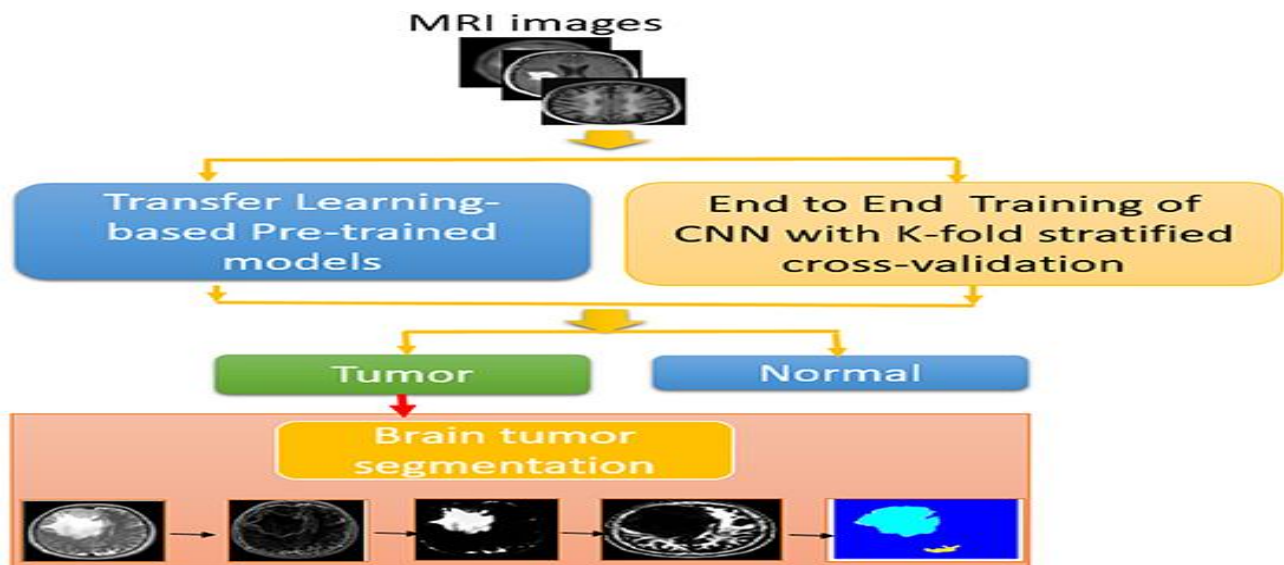 MRI images
Transfer Learning-
based Pre-trained
models
End to End Training of
CNN with K-fold stratified
cross-validation
Tumor
Normal
Brain tumor
segmentation